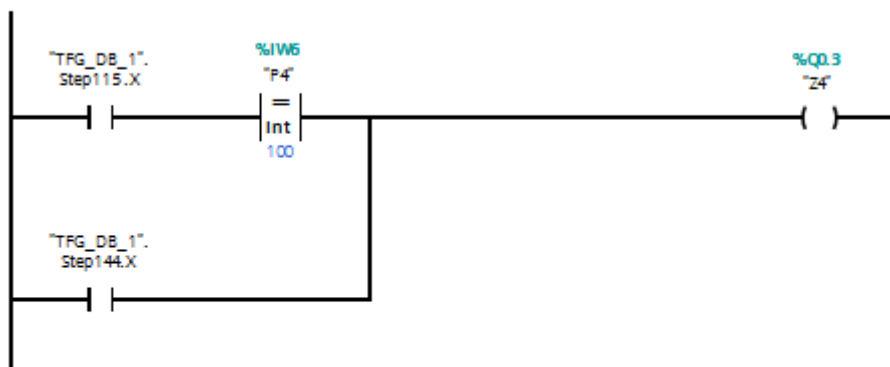 %IW6
%Q0.3
"TFG_DB_1".
"P4"
"Z4"
Step115.X
=
Int
100
"TFG_DB_1".
Step144.X